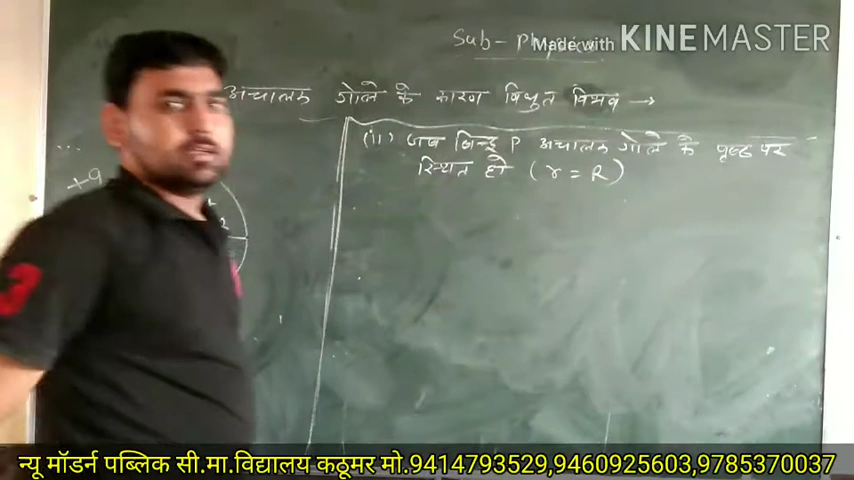 Sub - Physics
Made with KINEMASTER
अचालक गोले के कारण विधुत विभव →
(ii) जब बिन्दु P अचालक गोले के पृष्ठ पर
स्थित हो ( r = R )
+q
न्यू मॉडर्न पब्लिक सी.मा.विद्यालय कठूमर मो.9414793529,9460925603,9785370037